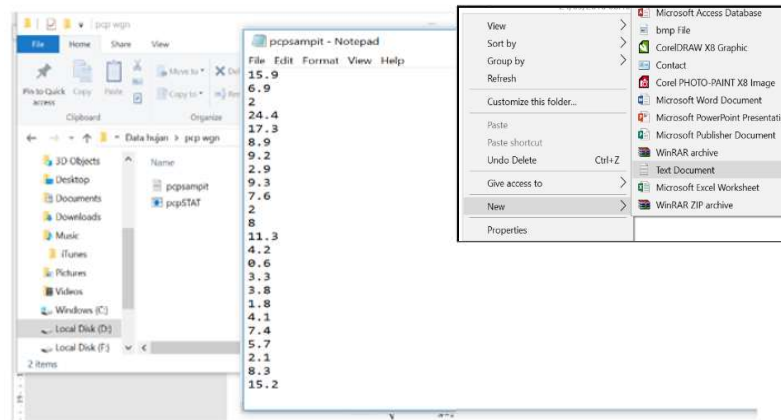 pcp wgn
File Home Share View
Pin to Quick access
Copy
Paste
Move to
Copy to
Clipboard
Organize
Data hujan > pcp wgn
3D Objects
Desktop
Documents
Downloads
Music
iTunes
Pictures
Videos
Windows (C:)
Local Disk (D:)
Local Disk (F:)
2 items
Name
pcpsampit
pcpSTAT
pcpsampit - Notepad
File Edit Format View Help
15.9
6.9
2
24.4
17.3
8.9
9.2
2.9
9.3
7.6
2
8
11.3
4.2
0.6
3.3
3.8
1.8
4.1
7.4
5.7
2.1
8.3
15.2
View
Sort by
Group by
Refresh
Customize this folder...
Paste
Paste shortcut
Undo Delete Ctrl+Z
Give access to
New
Properties
Microsoft Access Database
bmp File
CorelDRAW X8 Graphic
Contact
Corel PHOTO-PAINT X8 Image
Microsoft Word Document
Microsoft PowerPoint Presentati
Microsoft Publisher Document
WinRAR archive
Text Document
Microsoft Excel Worksheet
WinRAR ZIP archive